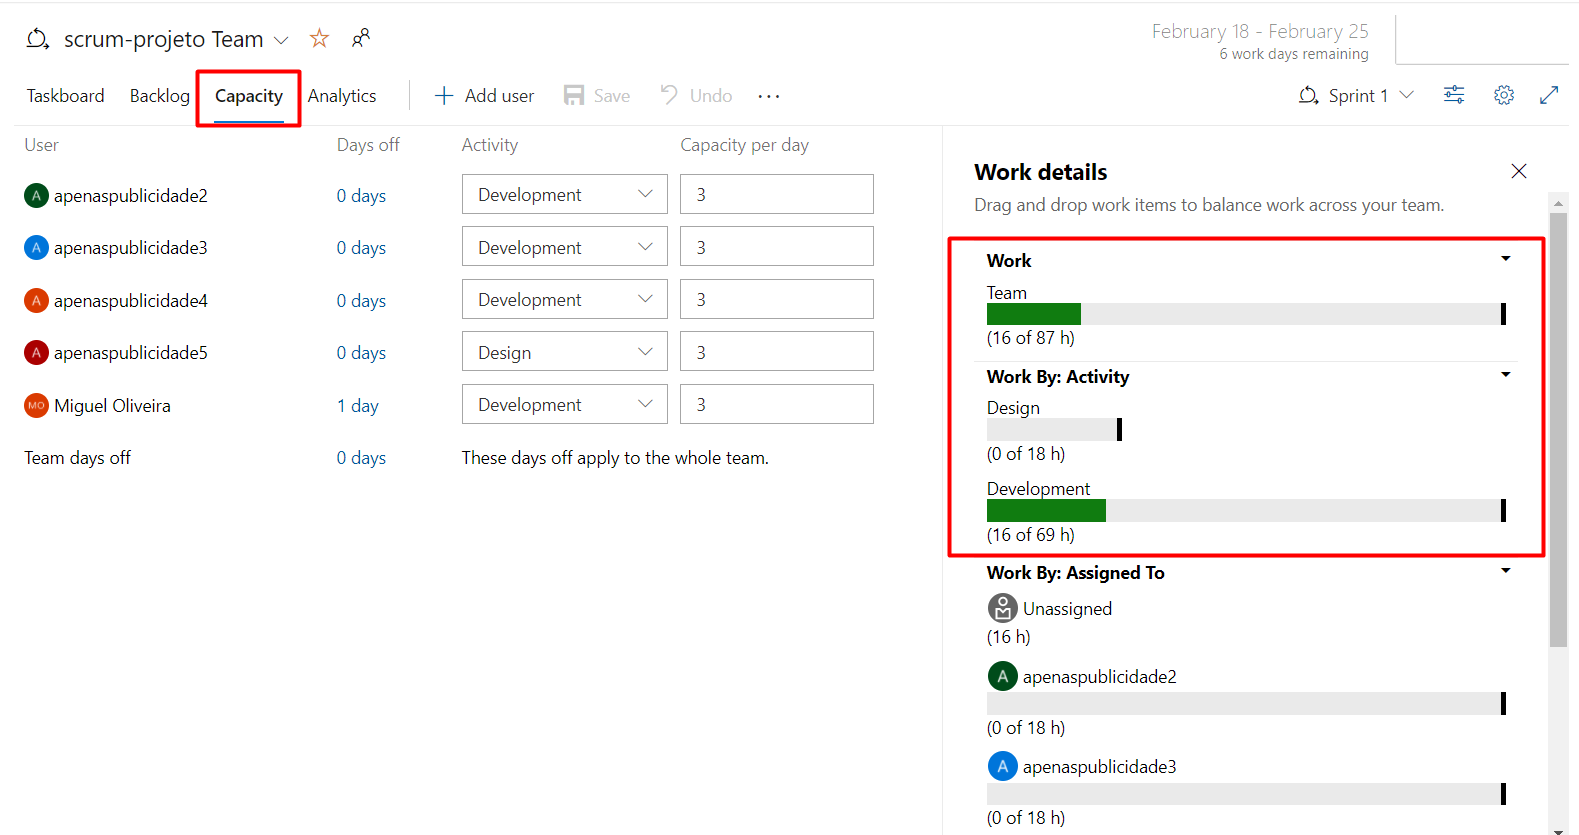 scrum-projeto Team
February 18 - February 25
6 work days remaining
Taskboard Backlog Capacity Analytics Add user Save Undo ... Sprint 1
User Days off Activity Capacity per day
A apenaspublicidade2 0 days Development 3
A apenaspublicidade3 0 days Development 3
A apenaspublicidade4 0 days Development 3
A apenaspublicidade5 0 days Design 3
MO Miguel Oliveira 1 day Development 3
Team days off 0 days These days off apply to the whole team.
Work details
Drag and drop work items to balance work across your team.
Work
Team
(16 of 87 h)
Work By: Activity
Design
(0 of 18 h)
Development
(16 of 69 h)
Work By: Assigned To
Unassigned
(16 h)
A apenaspublicidade2
(0 of 18 h)
A apenaspublicidade3
(0 of 18 h)